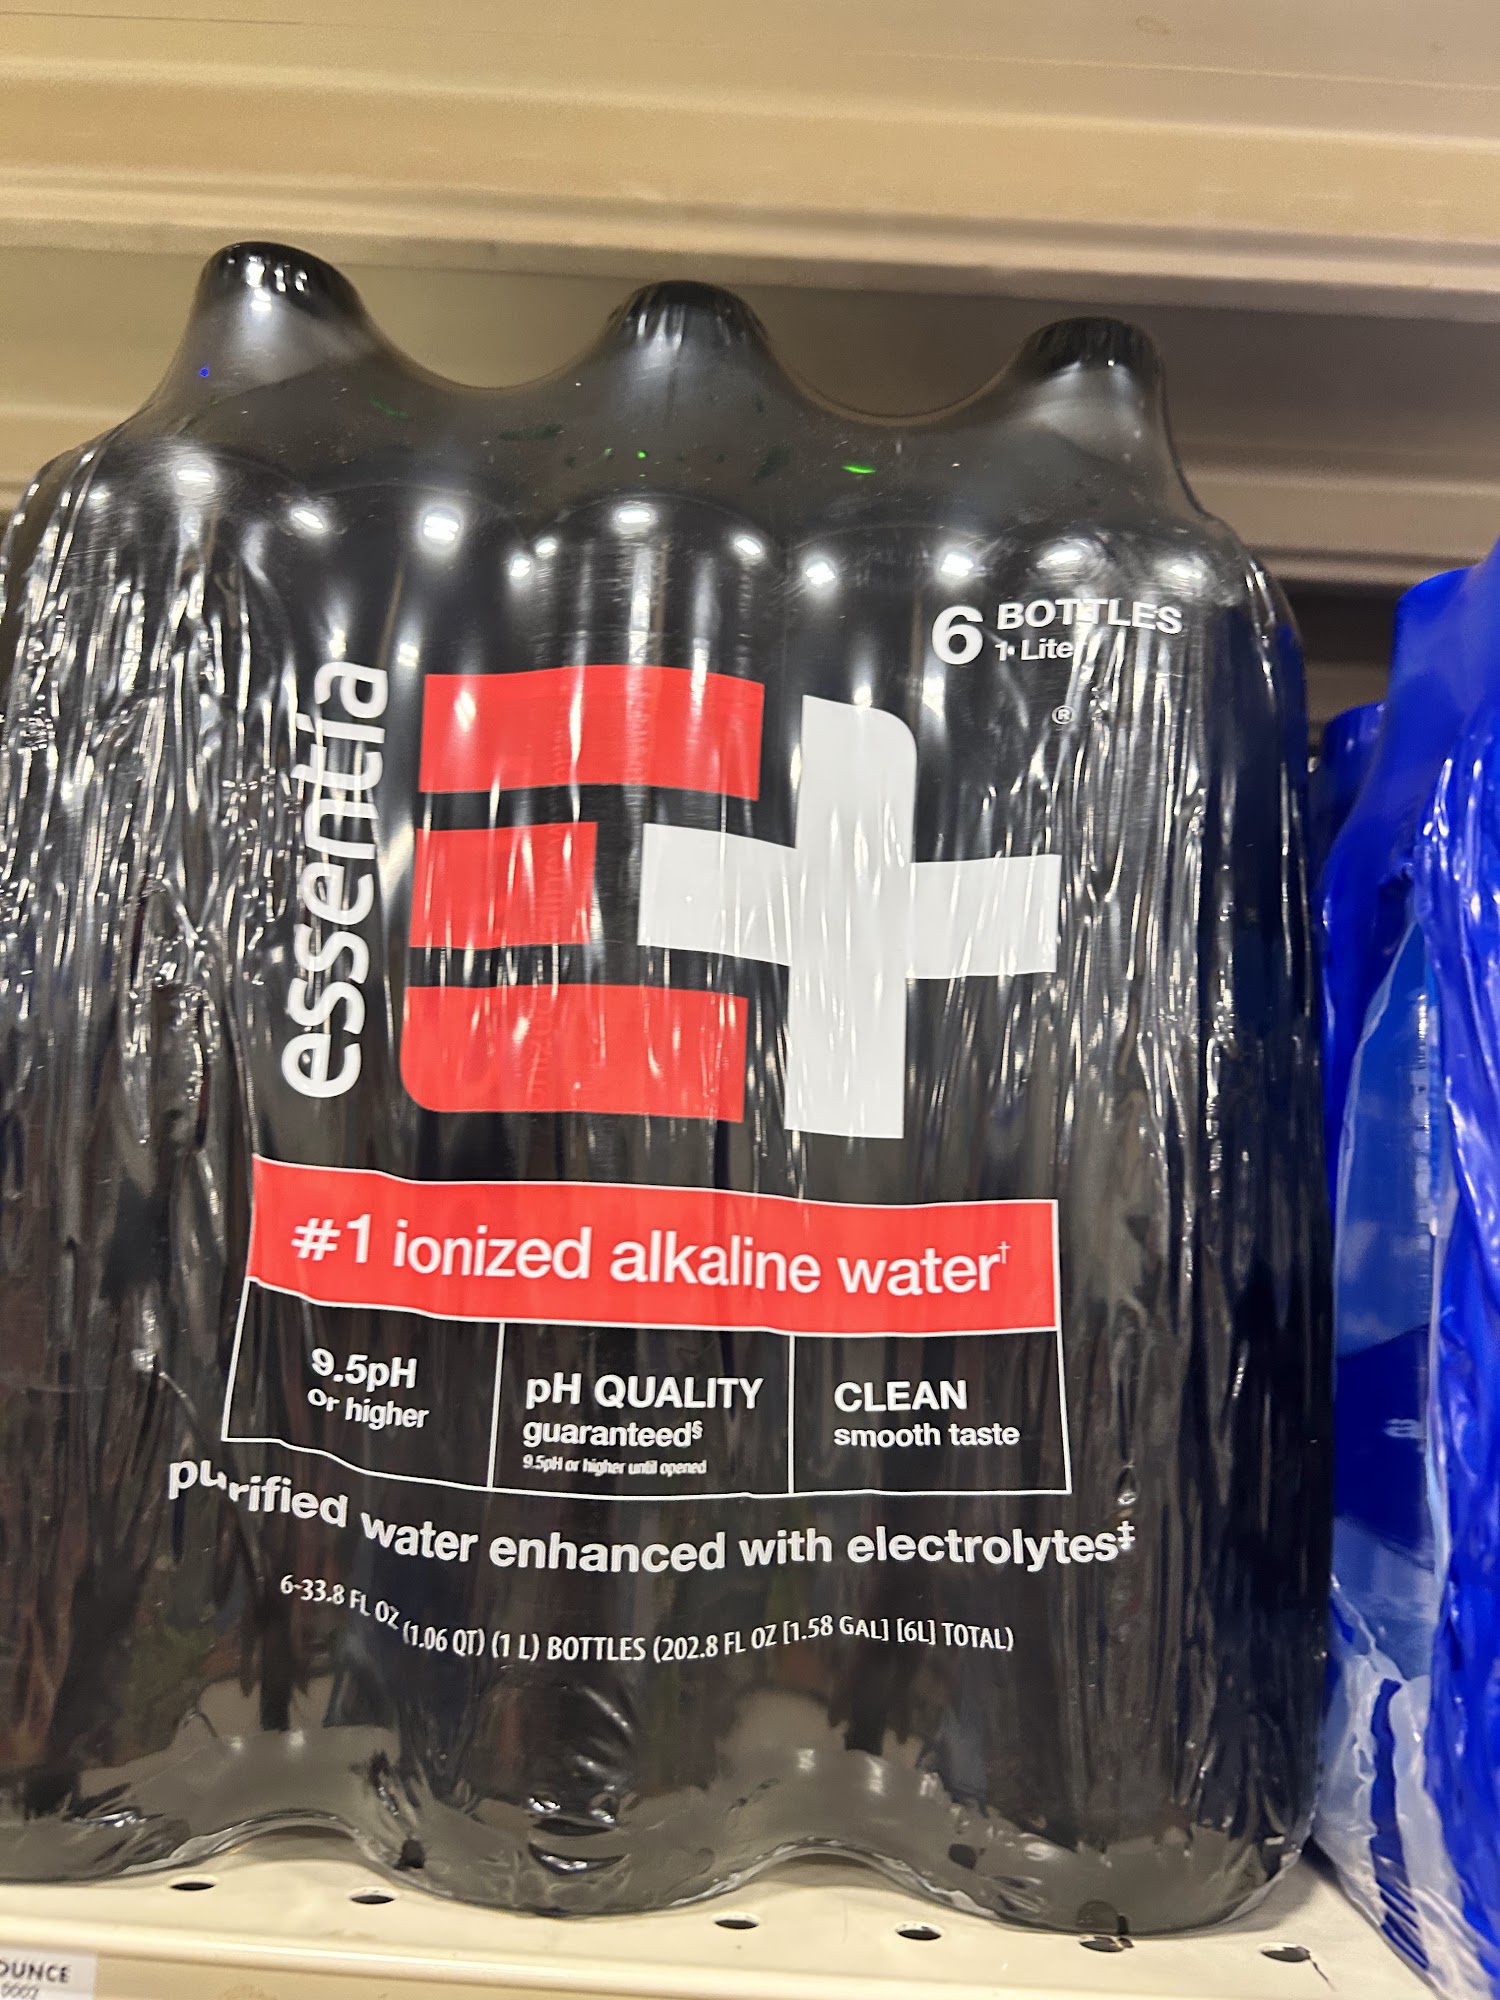 6 BOTTLES
1 • Liter
®
essentia
E+
#1 ionized alkaline water†
9.5pH
or higher
pH QUALITY
guaranteed§
9.5pH or higher until opened
CLEAN
smooth taste
purified water enhanced with electrolytes‡
6-33.8 FL OZ (1.06 QT) (1 L) BOTTLES (202.8 FL OZ [1.58 GAL] [6L] TOTAL)
OUNCE